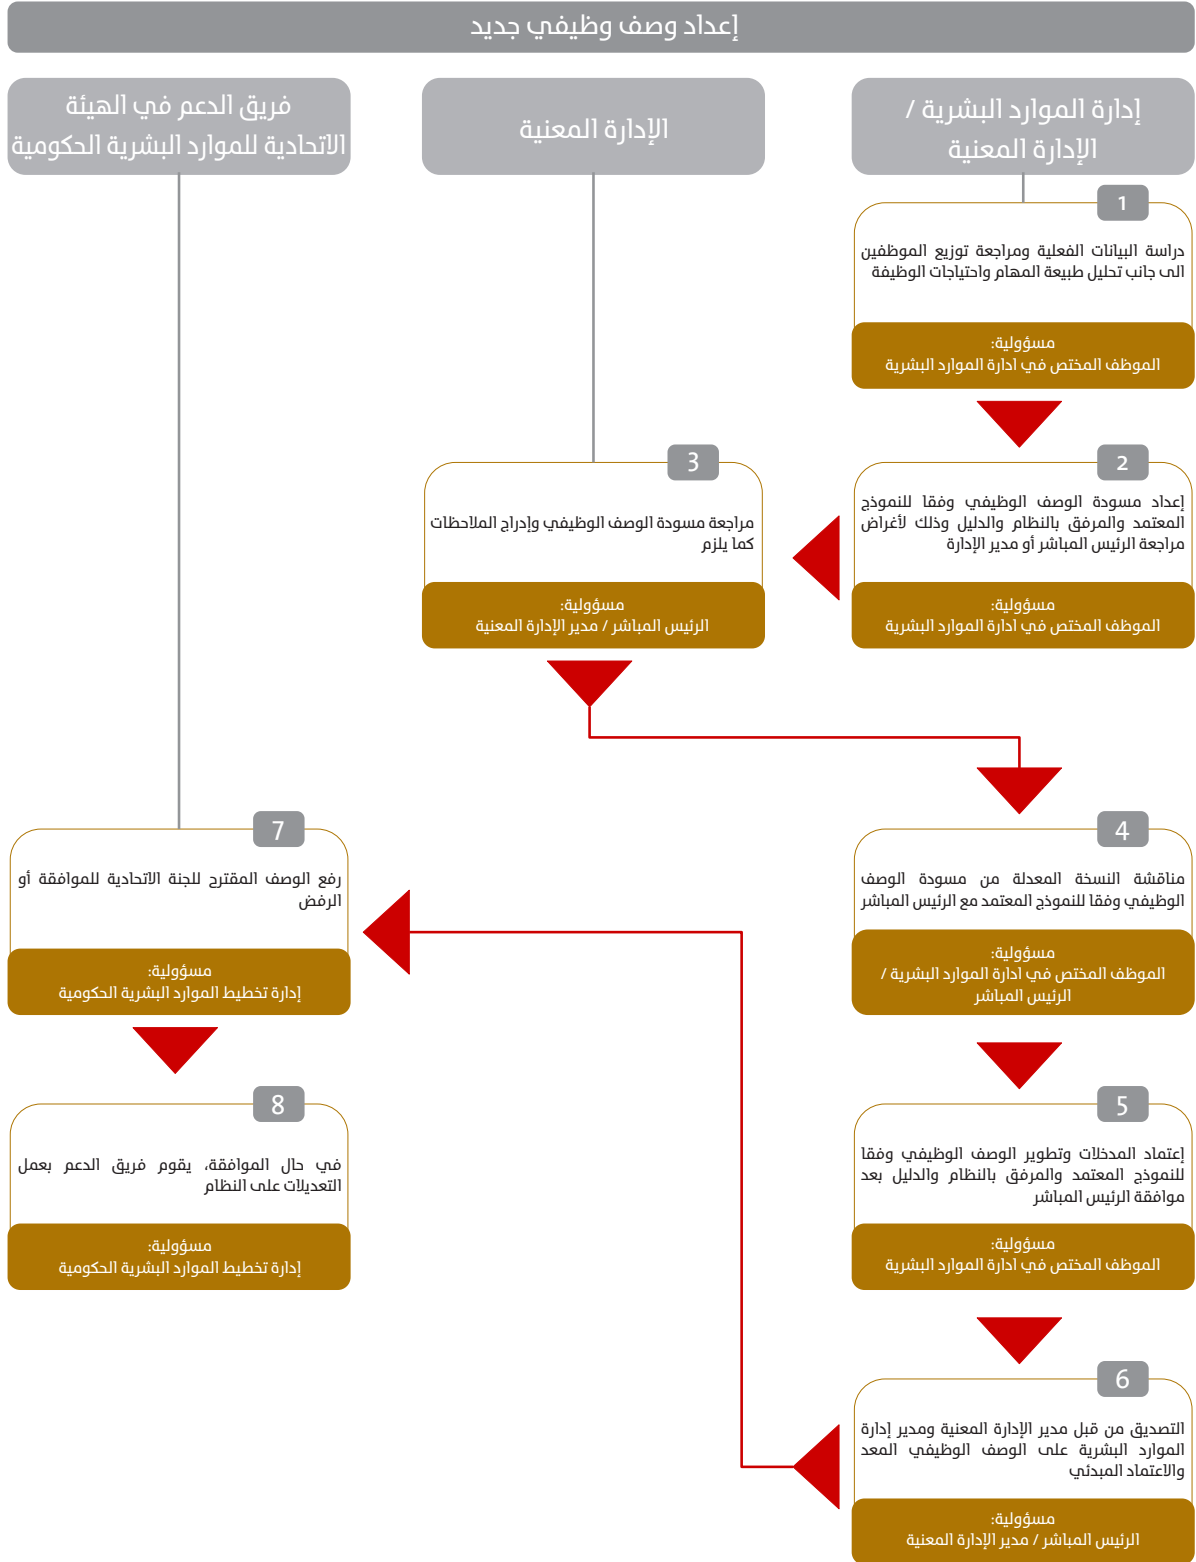 إعداد وصف وظيفي جديد
إدارة الموارد البشرية /
الإدارة المعنية
الإدارة المعنية
فريق الدعم في الهيئة
الاتحادية للموارد البشرية الحكومية
1
دراسة البيانات الفعلية ومراجعة توزيع الموظفين
الى جانب تحليل طبيعة المهام واحتياجات الوظيفة
مسؤولية:
الموظف المختص في ادارة الموارد البشرية
2
إعداد مسودة الوصف الوظيفي وفقا للنموذج
المعتمد والمرفق بالنظام والدليل وذلك لأغراض
مراجعة الرئيس المباشر أو مدير الإدارة
مسؤولية:
الموظف المختص في ادارة الموارد البشرية
3
مراجعة مسودة الوصف الوظيفي وإدراج الملاحظات
كما يلزم
مسؤولية:
الرئيس المباشر / مدير الإدارة المعنية
4
مناقشة النسخة المعدلة من مسودة الوصف
الوظيفي وفقا للنموذج المعتمد مع الرئيس المباشر
مسؤولية:
الموظف المختص في ادارة الموارد البشرية /
الرئيس المباشر
5
إعتماد المدخلات وتطوير الوصف الوظيفي وفقا
للنموذج المعتمد والمرفق بالنظام والدليل بعد
موافقة الرئيس المباشر
مسؤولية:
الموظف المختص في ادارة الموارد البشرية
6
التصديق من قبل مدير الإدارة المعنية ومدير إدارة
الموارد البشرية على الوصف الوظيفي المعد
والاعتماد المبدئي
مسؤولية:
الرئيس المباشر / مدير الإدارة المعنية
7
رفع الوصف المقترح للجنة الاتحادية للموافقة أو
الرفض
مسؤولية:
إدارة تخطيط الموارد البشرية الحكومية
8
في حال الموافقة، يقوم فريق الدعم بعمل
التعديلات على النظام
مسؤولية:
إدارة تخطيط الموارد البشرية الحكومية